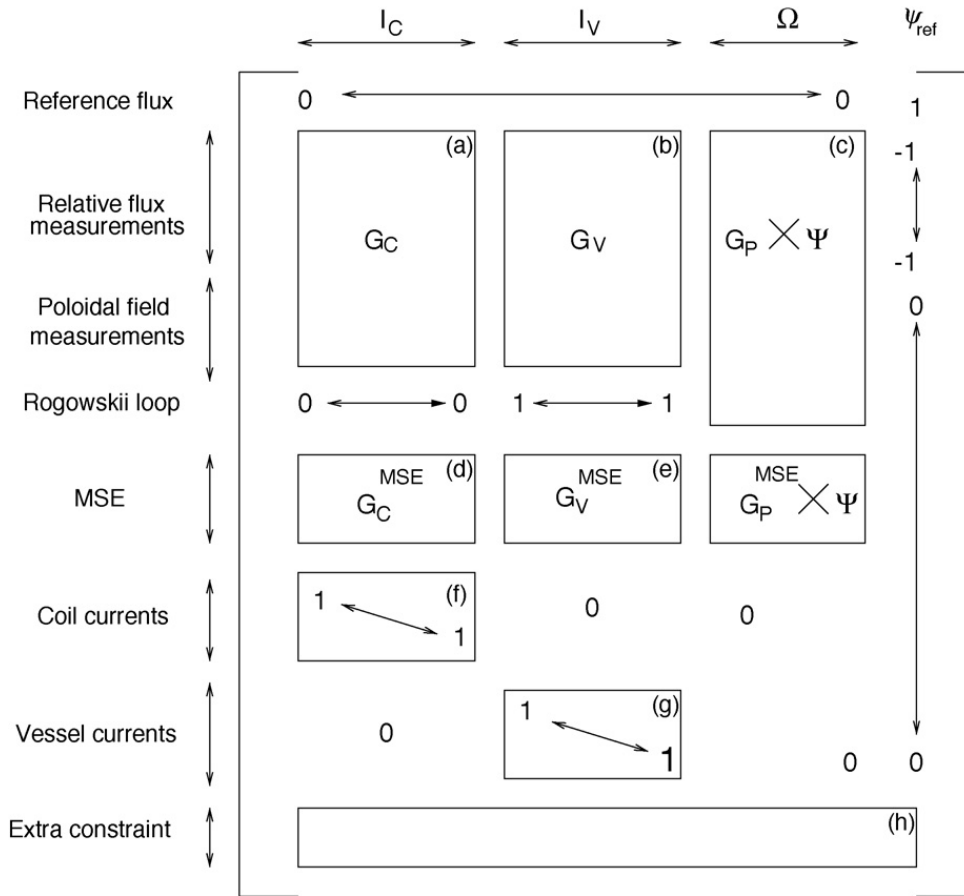 I_C I_V Ω ψ_ref
Reference flux 0 0 1
(a) (b) (c) -1
Relative flux
measurements
G_C G_V G_P × Ψ
-1
Poloidal field
measurements
0
Rogowskii loop 0 0 1 1
(d) (e)
MSE G_C^MSE G_V^MSE G_P^MSE × Ψ
(f)
Coil currents 1 1 0 0
(g)
Vessel currents 0 1 1 0 0
Extra constraint (h)